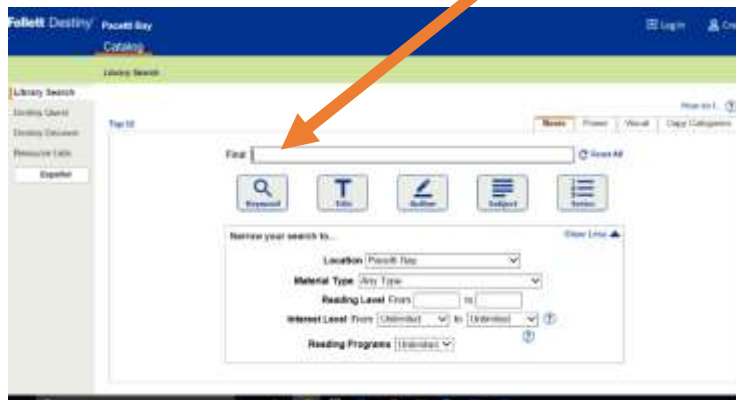 Follett Destiny Pacetti Bay Log In
Catalog
Library Search
Library Search
How do I...
Destiny Quest
Destiny Discover
Resource Lists
Español
Top 10
Basic Power Visual Copy Categories
Find Reset All
Keyword Title Author Subject Series
Narrow your search to... Show Less
Location Pacetti Bay
Material Type Any Type
Reading Level From to
Interest Level From Unlimited to Unlimited
Reading Programs Unlimited